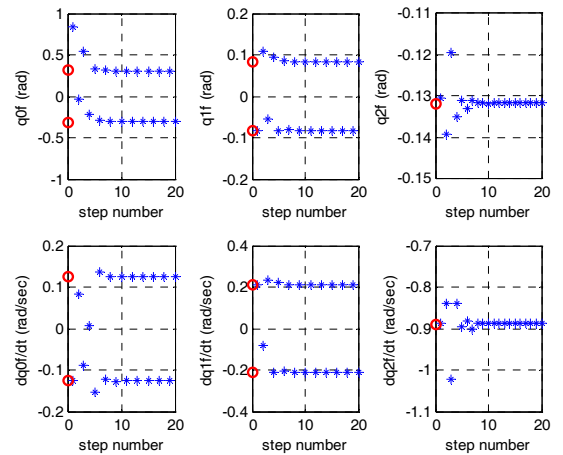 1
0.5
0
-0.5
-1
q0f (rad)
0 10 20
step number
0.2
0.1
0
-0.1
-0.2
q1f (rad)
0 10 20
step number
-0.11
-0.12
-0.13
-0.14
-0.15
q2f (rad)
0 10 20
step number
0.2
0.1
0
-0.1
-0.2
dq0f/dt (rad/sec)
0 10 20
step number
0.4
0.2
0
-0.2
-0.4
dq1f/dt (rad/sec)
0 10 20
step number
-0.7
-0.8
-0.9
-1
-1.1
dq2f/dt (rad/sec)
0 10 20
step number